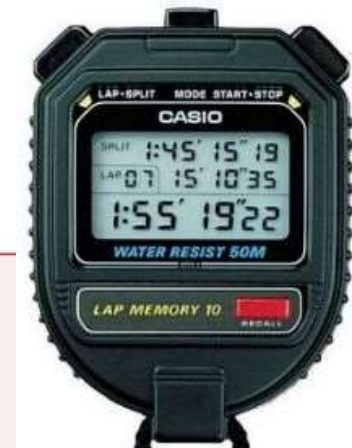 LAP•SPLIT MODE START•STOP
CASIO
SPLIT 1:45' 15" 19
LAP 07 15' 10" 35
1:55' 19" 22
WATER RESIST 50M
LAP MEMORY 10
RECALL